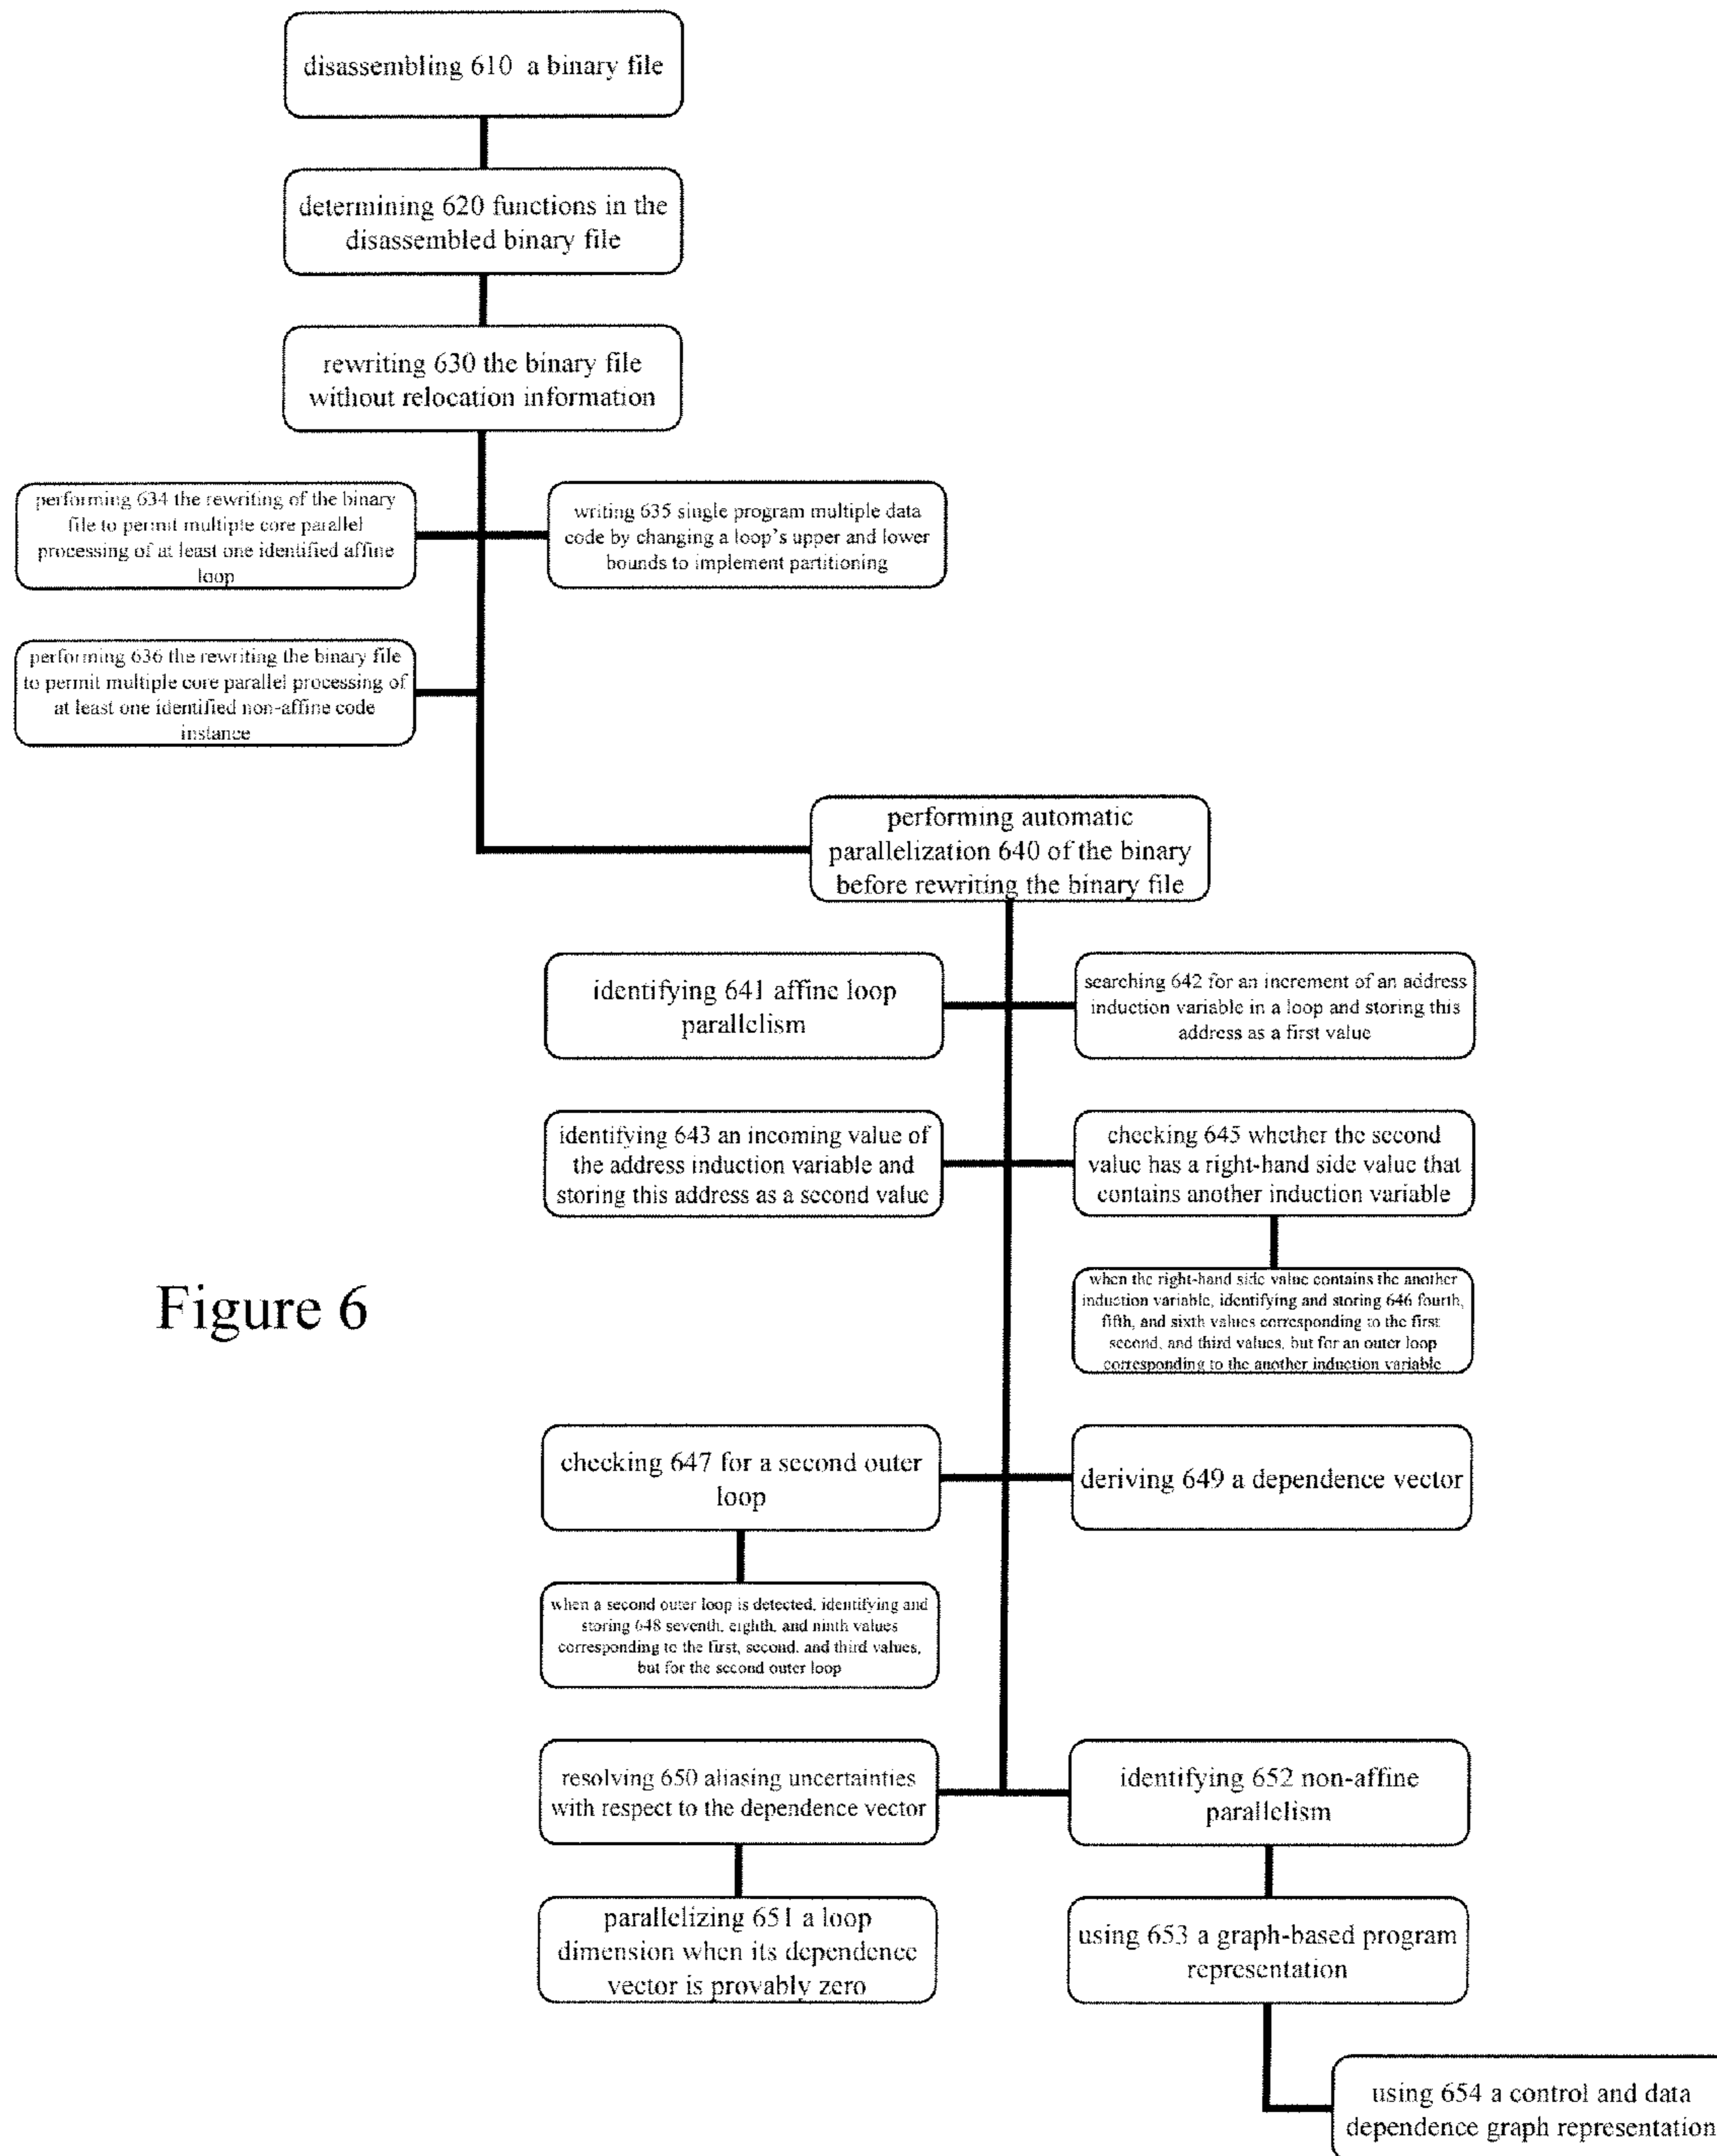 disassembling 610 a binary file
determining 620 functions in the
disassembled binary file
rewriting 630 the binary file
without relocation information
performing 634 the rewriting of the binary
file to permit multiple core parallel
processing of at least one identified affine
loop
writing 635 single program multiple data
code by changing a loop's upper and lower
bounds to implement partitioning
performing 636 the rewriting the binary file
to permit multiple core parallel processing of
at least one identified non-affine code
instance
performing automatic
parallelization 640 of the binary
before rewriting the binary file
identifying 641 affine loop
parallelism
searching 642 for an increment of an address
induction variable in a loop and storing this
address as a first value
identifying 643 an incoming value of
the address induction variable and
storing this address as a second value
checking 645 whether the second
value has a right-hand side value that
contains another induction variable
when the right-hand side value contains the another
induction variable, identifying and storing 646 fourth,
fifth, and sixth values corresponding to the first
second, and third values, but for an outer loop
corresponding to the another induction variable
Figure 6
checking 647 for a second outer
loop
deriving 649 a dependence vector
when a second outer loop is detected, identifying and
storing 648 seventh, eighth, and ninth values
corresponding to the first, second, and third values,
but for the second outer loop
resolving 650 aliasing uncertainties
with respect to the dependence vector
identifying 652 non-affine
parallelism
parallelizing 651 a loop
dimension when its dependence
vector is provably zero
using 653 a graph-based program
representation
using 654 a control and data
dependence graph representation